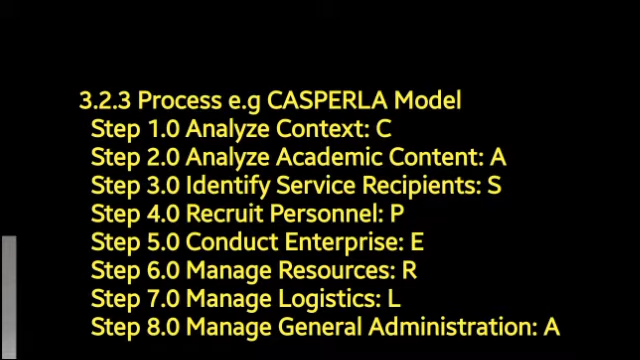 3.2.3 Process e.g CASPERLA Model
Step 1.0 Analyze Context: C
Step 2.0 Analyze Academic Content: A
Step 3.0 Identify Service Recipients: S
Step 4.0 Recruit Personnel: P
Step 5.0 Conduct Enterprise: E
Step 6.0 Manage Resources: R
Step 7.0 Manage Logistics: L
Step 8.0 Manage General Administration: A